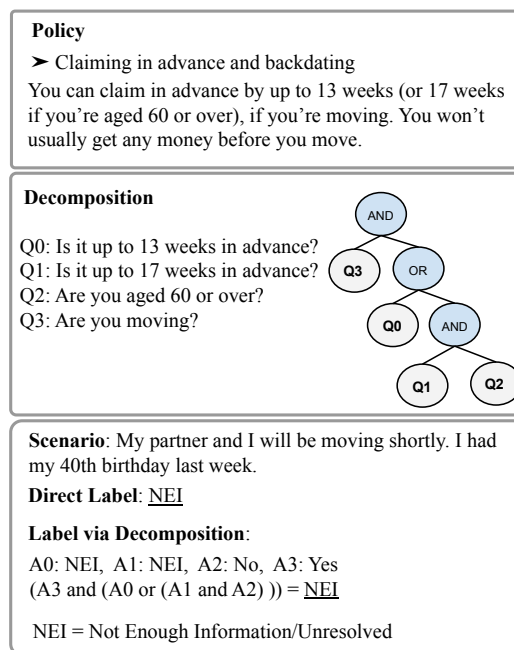 Policy
➤ Claiming in advance and backdating
You can claim in advance by up to 13 weeks (or 17 weeks
if you're aged 60 or over), if you're moving. You won't
usually get any money before you move.
Decomposition
Q0: Is it up to 13 weeks in advance?
Q1: Is it up to 17 weeks in advance?
Q2: Are you aged 60 or over?
Q3: Are you moving?
AND
Q3
OR
Q0
AND
Q1
Q2
Scenario: My partner and I will be moving shortly. I had
my 40th birthday last week.
Direct Label: NEI
Label via Decomposition:
A0: NEI, A1: NEI, A2: No, A3: Yes
(A3 and (A0 or (A1 and A2) )) = NEI
NEI = Not Enough Information/Unresolved